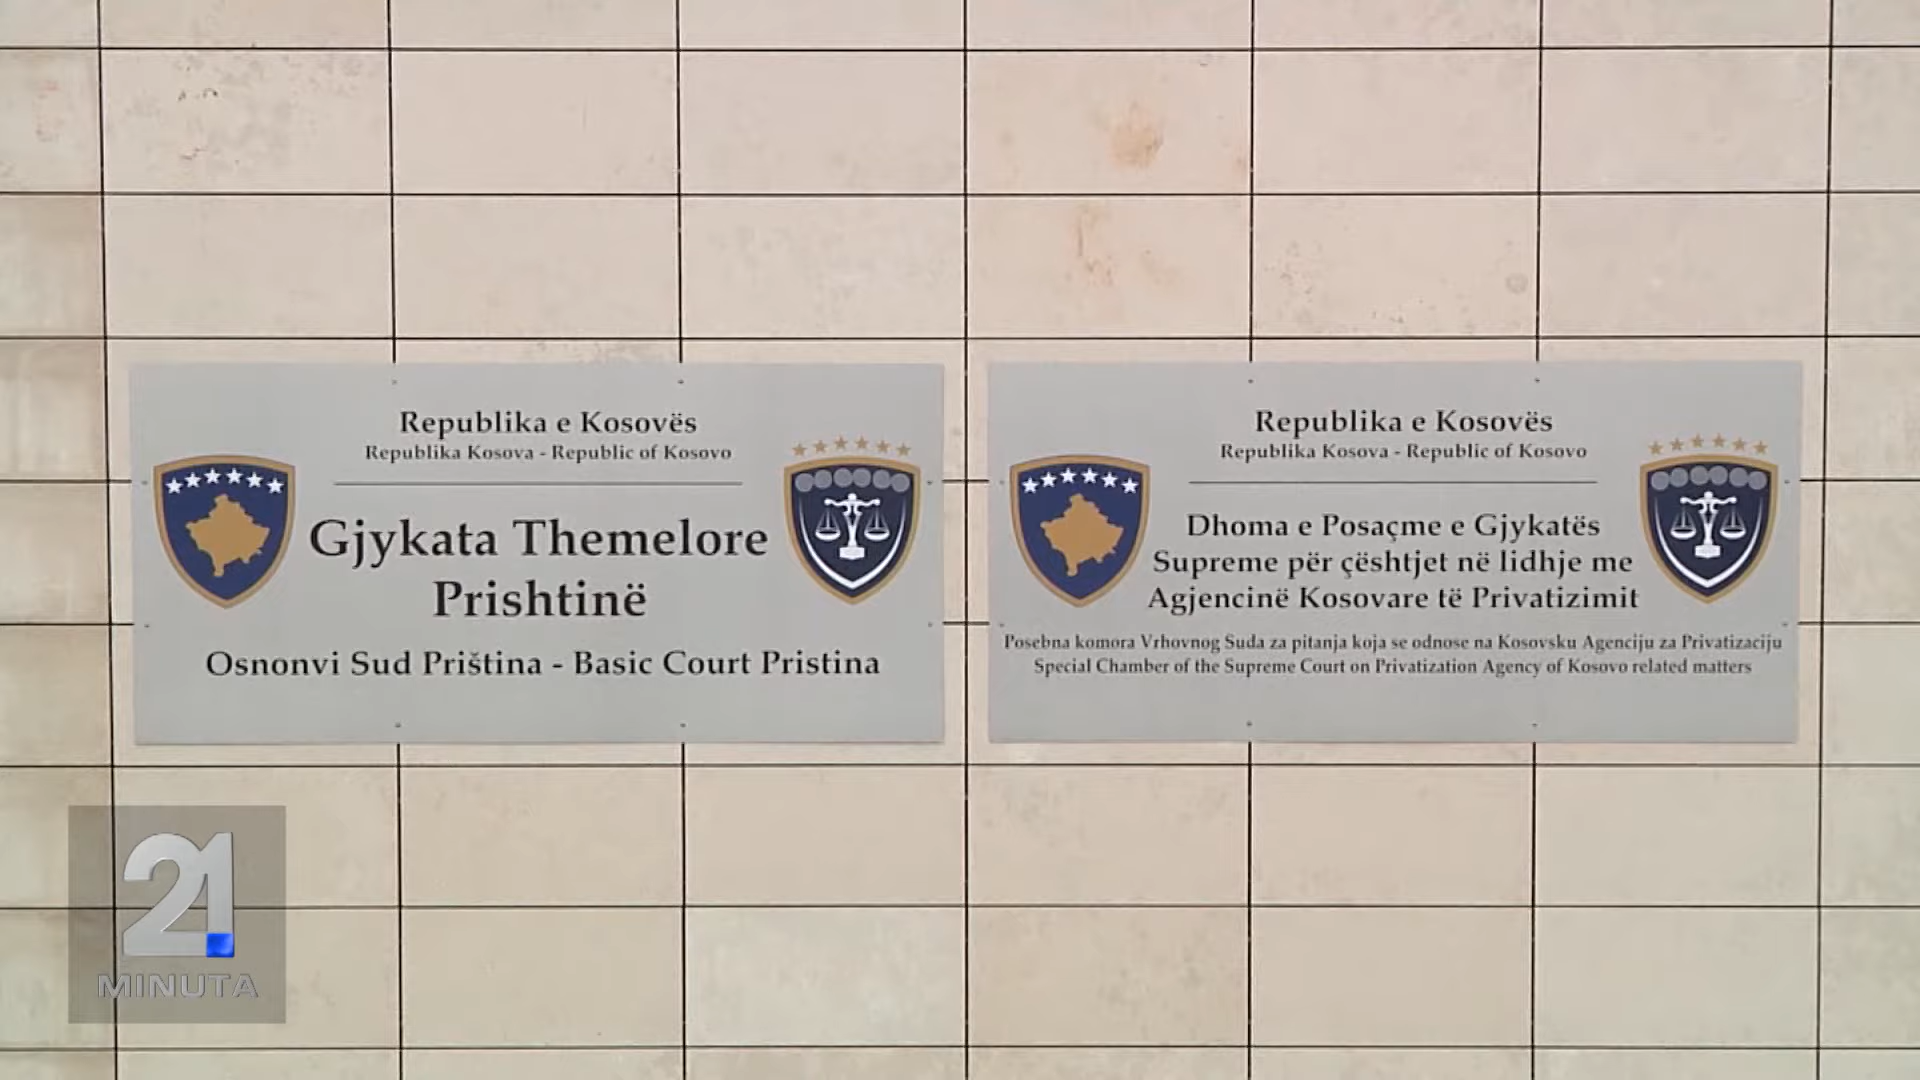 Republika e Kosovës
Republika Kosova - Republic of Kosovo
Gjykata Themelore
Prishtinë
Osnonvi Sud Priština - Basic Court Pristina
Republika e Kosovës
Republika Kosova - Republic of Kosovo
Dhoma e Posaçme e Gjykatës
Supreme për çështjet në lidhje me
Agjencinë Kosovare të Privatizimit
Posebna komora Vrhovnog Suda za pitanja koja se odnose na Kosovsku Agenciju za Privatizaciju
Special Chamber of the Supreme Court on Privatization Agency of Kosovo related matters
21
MINUTA